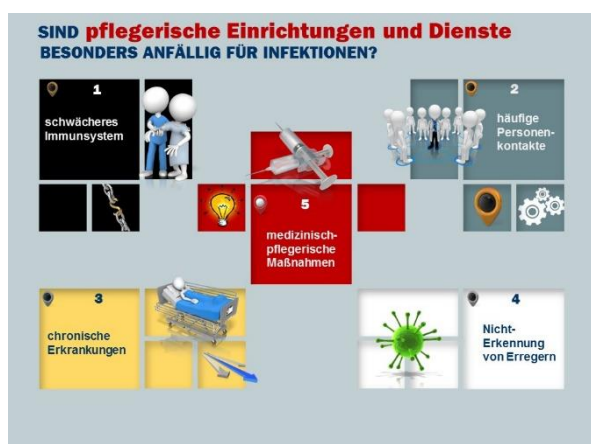 SIND pflegerische Einrichtungen und Dienste
BESONDERS ANFÄLLIG FÜR INFEKTIONEN?
1
schwächeres
Immunsystem
2
häufige
Personen-
kontakte
5
medizinisch-
pflegerische
Maßnahmen
3
chronische
Erkrankungen
4
Nicht-
Erkennung
von Erregern